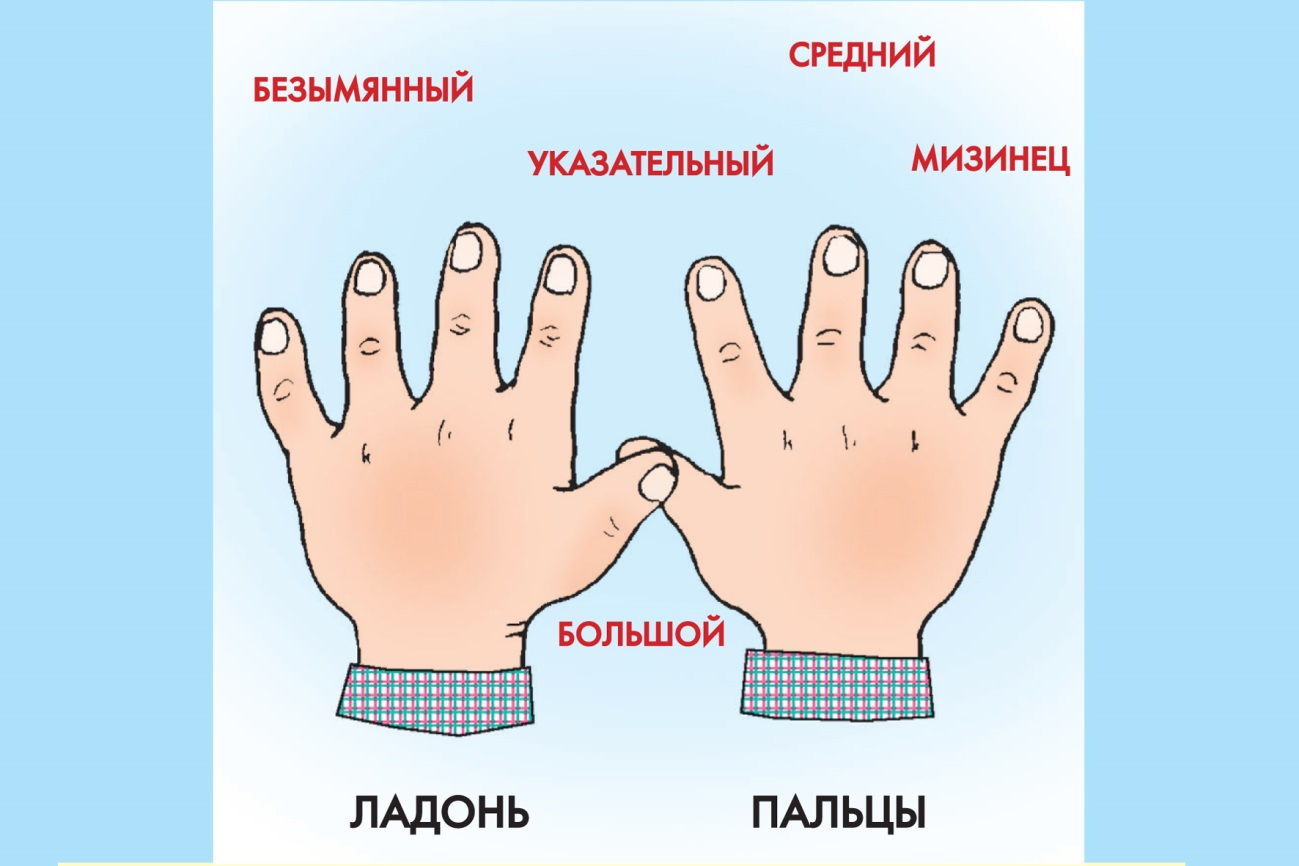 СРЕДНИЙ
БЕЗЫМЯННЫЙ
УКАЗАТЕЛЬНЫЙ
МИЗИНЕЦ
БОЛЬШОЙ
ЛАДОНЬ
ПАЛЬЦЫ